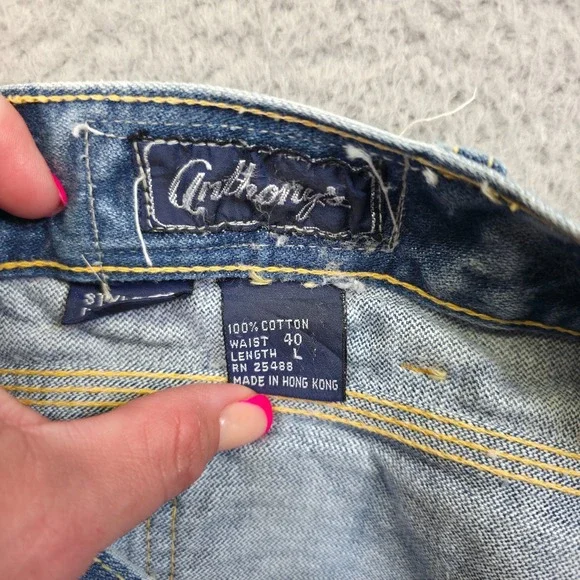 Anthony's
100% COTTON
WAIST 40
LENGTH L
RN 25488
MADE IN HONG KONG